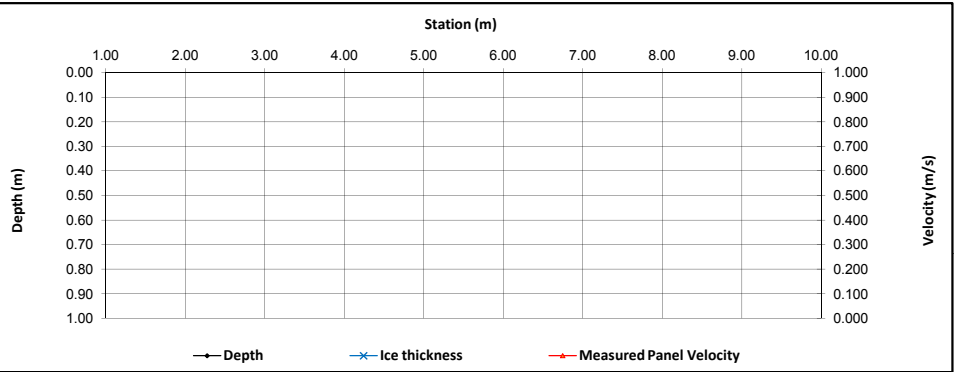 Station (m)
1.00 2.00 3.00 4.00 5.00 6.00 7.00 8.00 9.00 10.00
0.00 1.000
0.10 0.900
0.20 0.800
0.30 0.700
0.40 0.600
0.50 0.500
0.60 0.400
0.70 0.300
0.80 0.200
0.90 0.100
1.00 0.000
Depth (m)
Velocity (m/s)
Depth Ice thickness Measured Panel Velocity